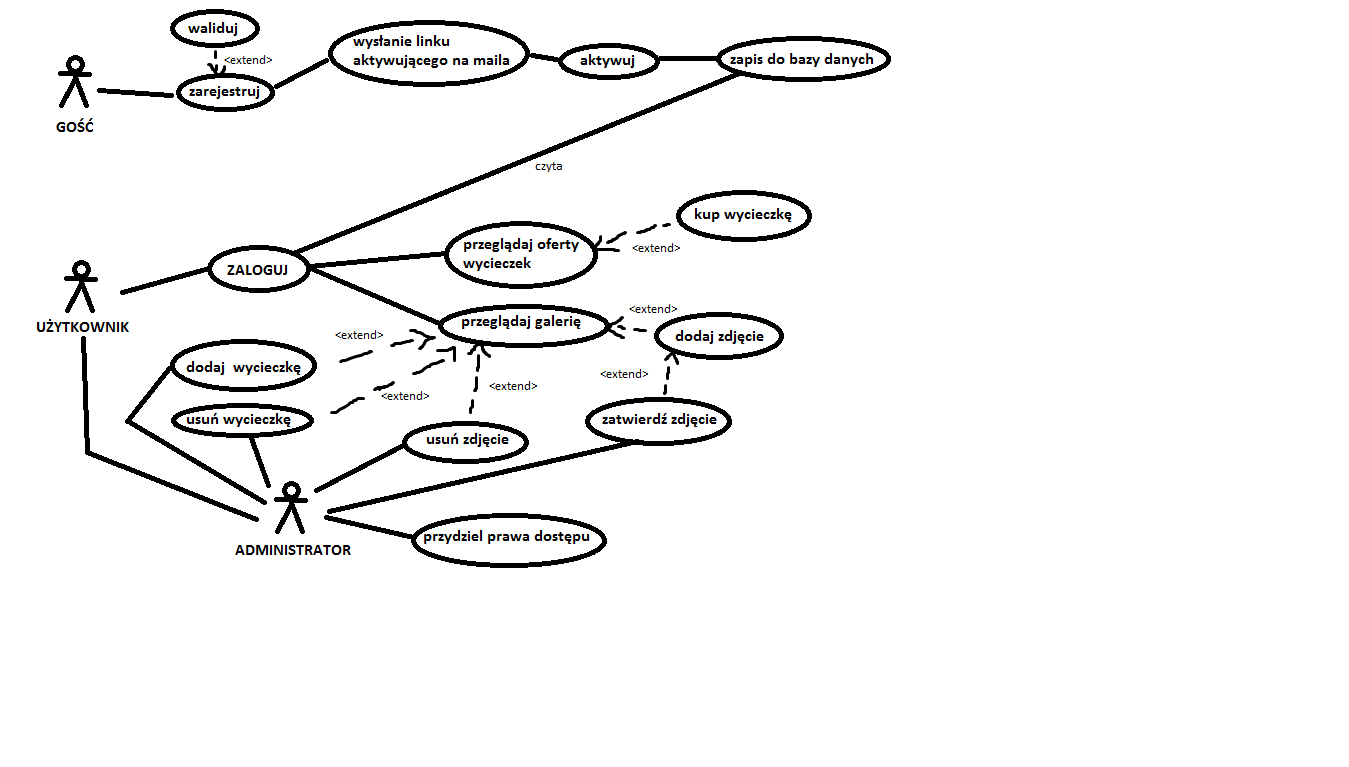 waliduj
<extend>
wysłanie linku
aktywującego na maila
aktywuj
zapis do bazy danych
zarejestruj
GOŚĆ
czyta
kup wycieczkę
przeglądaj oferty
wycieczek
<extend>
ZALOGUJ
UŻYTKOWNIK
przeglądaj galerię
<extend>
dodaj zdjęcie
<extend>
dodaj  wycieczkę
<extend>
<extend>
<extend>
usuń wycieczkę
zatwierdź zdjęcie
usuń zdjęcie
przydziel prawa dostępu
ADMINISTRATOR